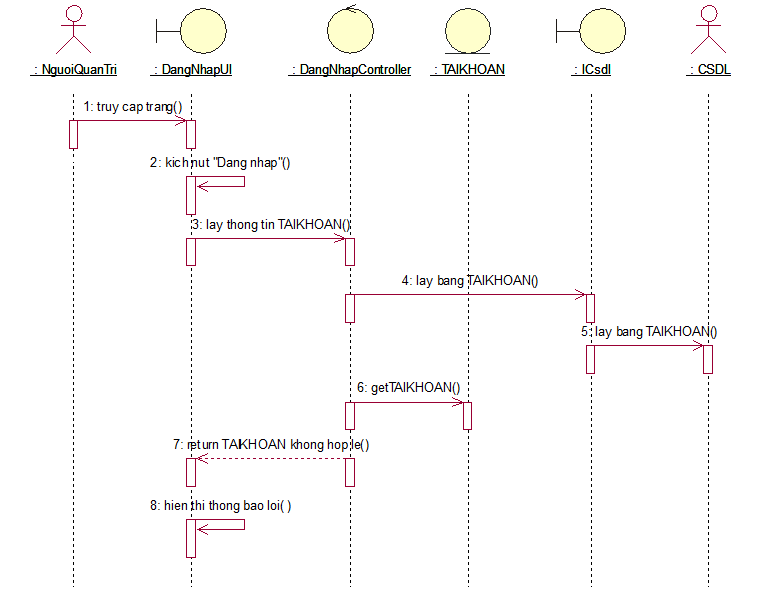 : NguoiQuanTri
: DangNhapUI
: DangNhapController
: TAIKHOAN
: ICsdl
: CSDL
1: truy cap trang()
2: kich nut "Dang nhap"()
3: lay thong tin TAIKHOAN()
4: lay bang TAIKHOAN()
5: lay bang TAIKHOAN()
6: getTAIKHOAN()
7: return TAIKHOAN khong hop le()
8: hien thi thong bao loi( )